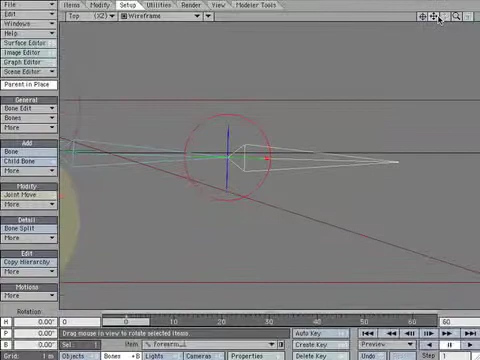 File Items Modify Setup Utilities Render View Modeler Tools
Edit Top (XZ) Wireframe
Windows
Help
Surface Editor
Image Editor
Graph Editor
Scene Editor
Parent in Place
General
Bone Edit
Bones
More
Add
Bone
Child Bone
More
Modify
Joint Move
More
Detail
Bone Split
More
Edit
Copy Hierarchy
More
Motions
More
Rotation
H 0.00° 0 0 10 20 30 40 50 60 60
P 0.00° Drag mouse in view to rotate selected items. Auto Key
B 0.00° Sel: 1 Item Create Key Preview
Grid: 1 m Objects Bones +B Lights Cameras Properties Delete Key Step 1